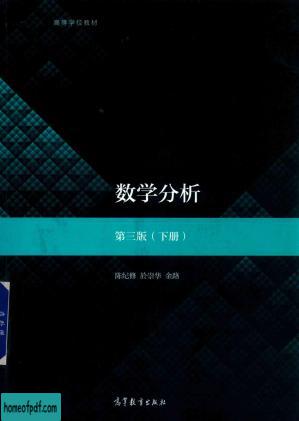 高等学校教材
数学分析
第三版（下册）
陈纪修 於崇华 金路
高等教育出版社
homeofpdf.com